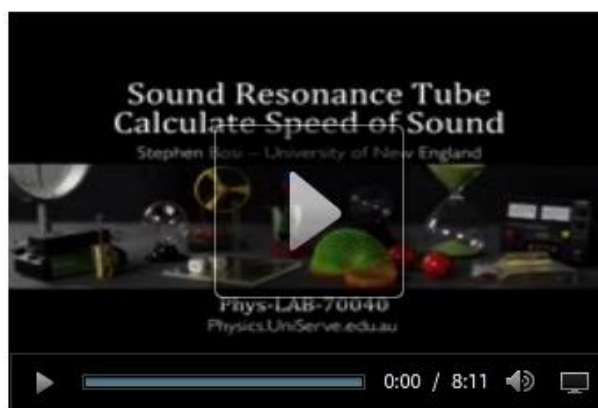 Sound Resonance Tube
Calculate Speed of Sound
Stephen Bosi – University of New England
Phys-LAB-70040
Physics.UniServe.edu.au
0:00 / 8:11